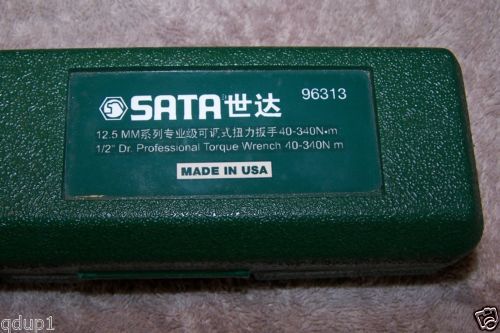 SATA世达 96313
12.5 MM系列专业级可调式扭力扳手40-340N•m
1/2" Dr. Professional Torque Wrench 40-340N m
MADE IN USA
qdup1